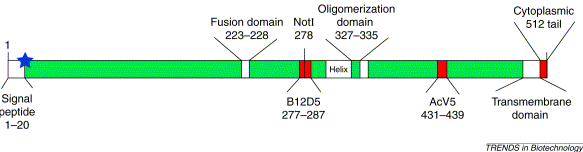 Fusion domain
223–228
NotI
278
Oligomerization
domain
327–335
Cytoplasmic
512 tail
1
Helix
Signal
peptide
1–20
B12D5
277–287
AcV5
431–439
Transmembrane
domain
TRENDS in Biotechnology